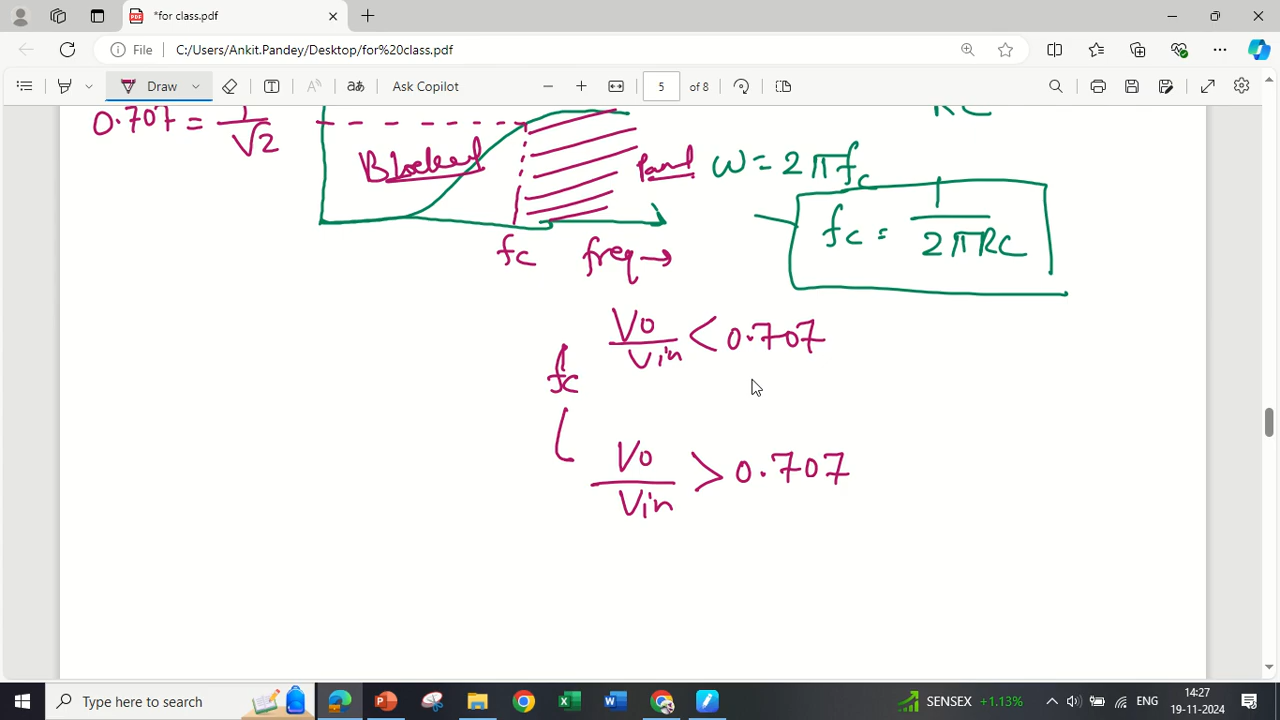 *for class.pdf
File C:/Users/Ankit.Pandey/Desktop/for%20class.pdf
Draw Ask Copilot 5 of 8
0.707 = 1/√2
RC
Blocked
ω = 2πfc
fc = 1/2πRC
fc freq →
Vo/Vin < 0.707
fc
Vo/Vin > 0.707
Type here to search
SENSEX +1.13%
ENG
14:27
19-11-2024